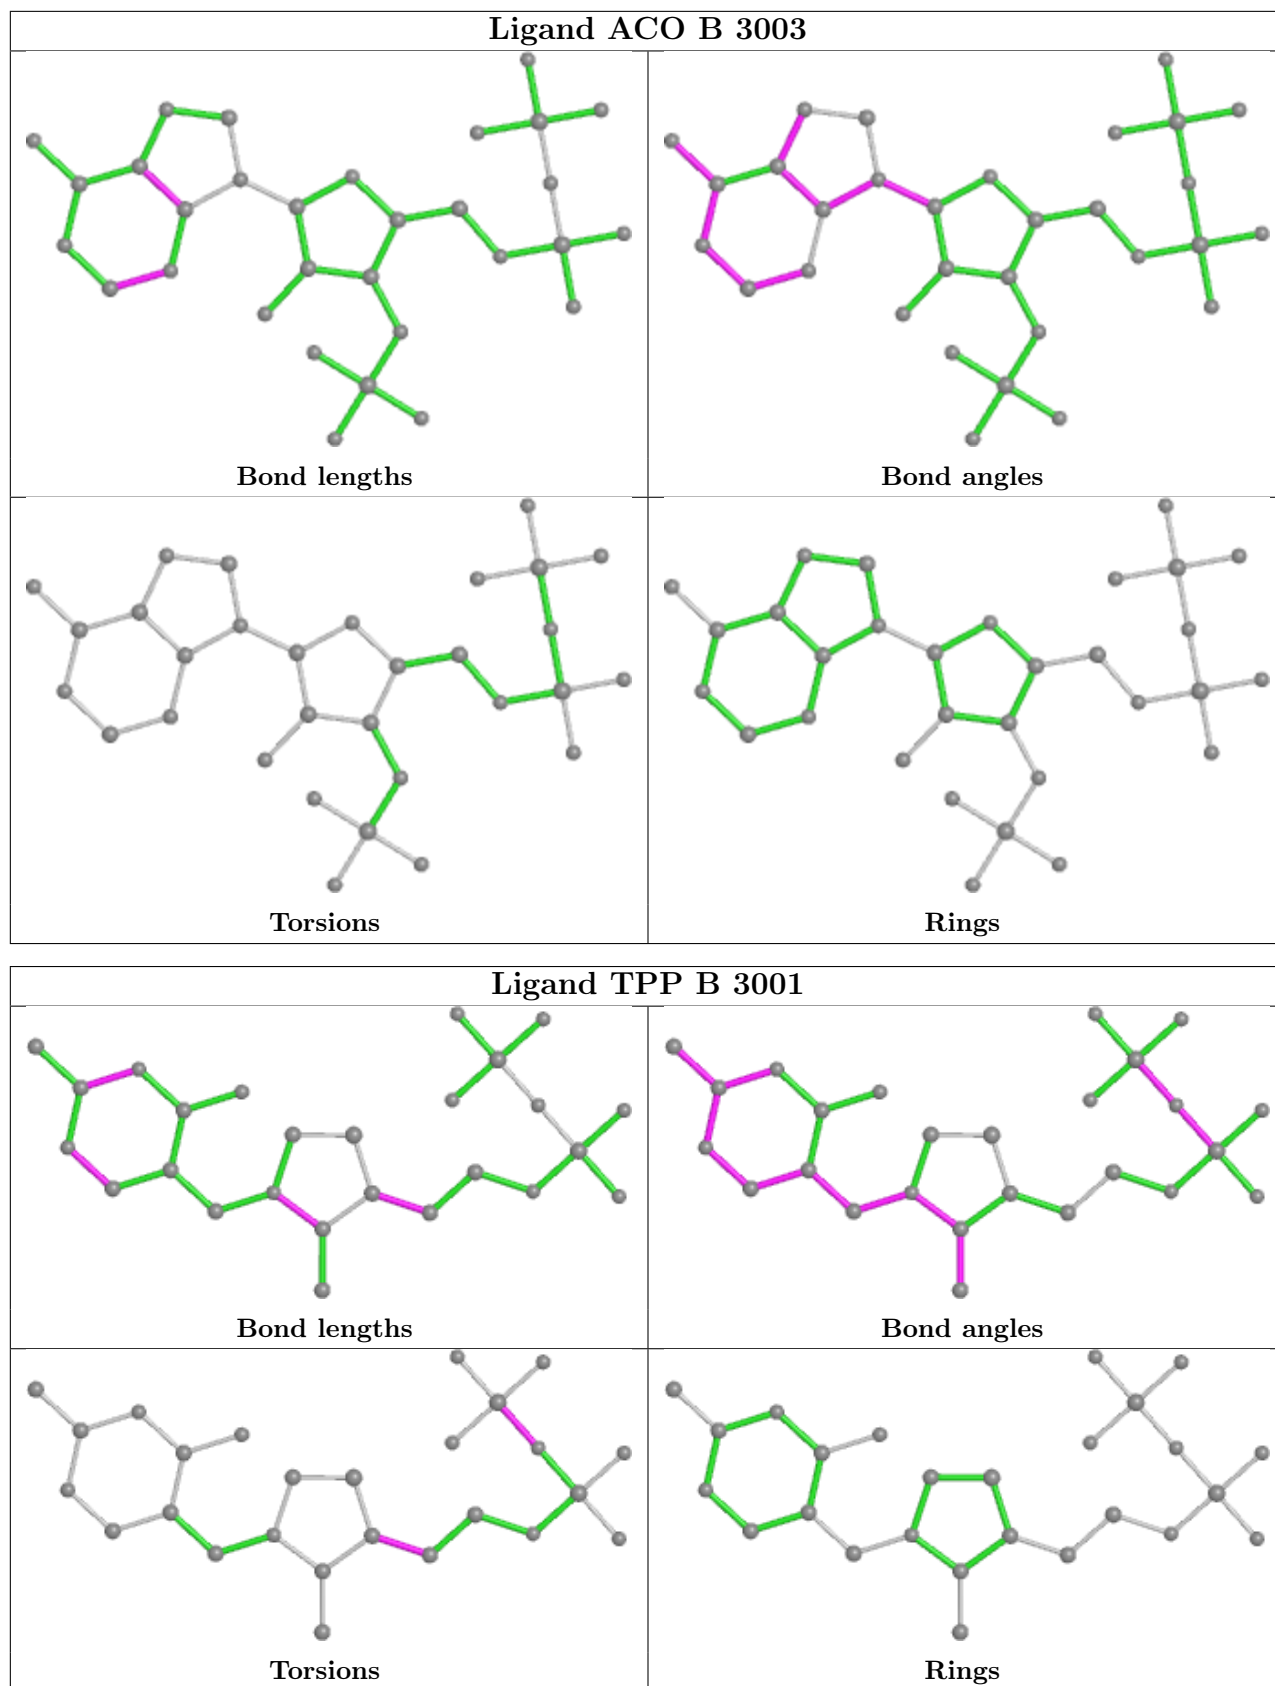 Ligand ACO B 3003
Bond lengths
Bond angles
Torsions
Rings
Ligand TPP B 3001
Bond lengths
Bond angles
Torsions
Rings